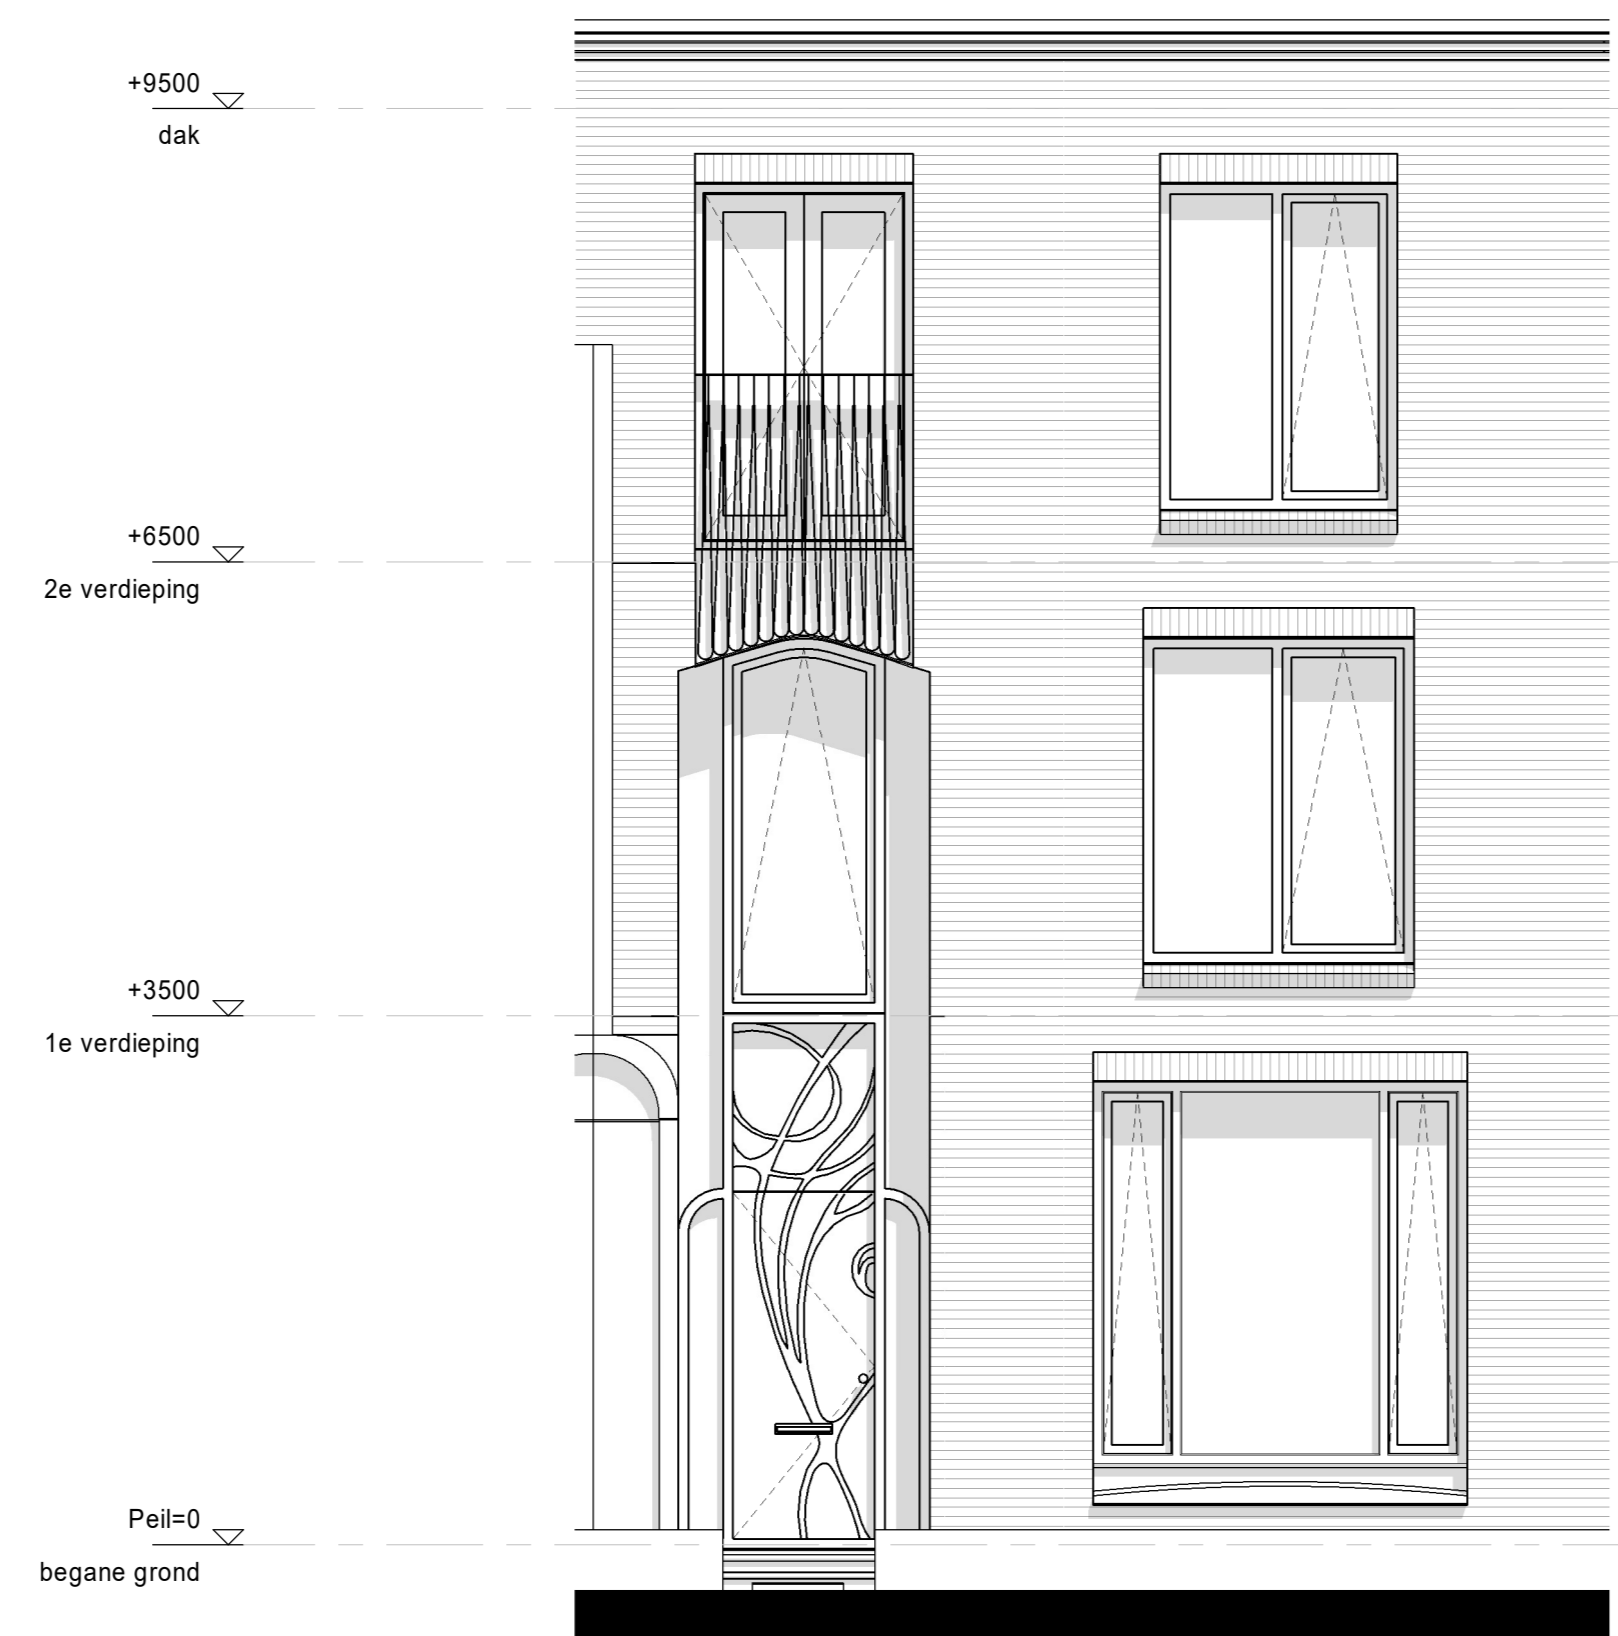 +9500
dak
+6500
2e verdieping
+3500
1e verdieping
Peil=0
begane grond